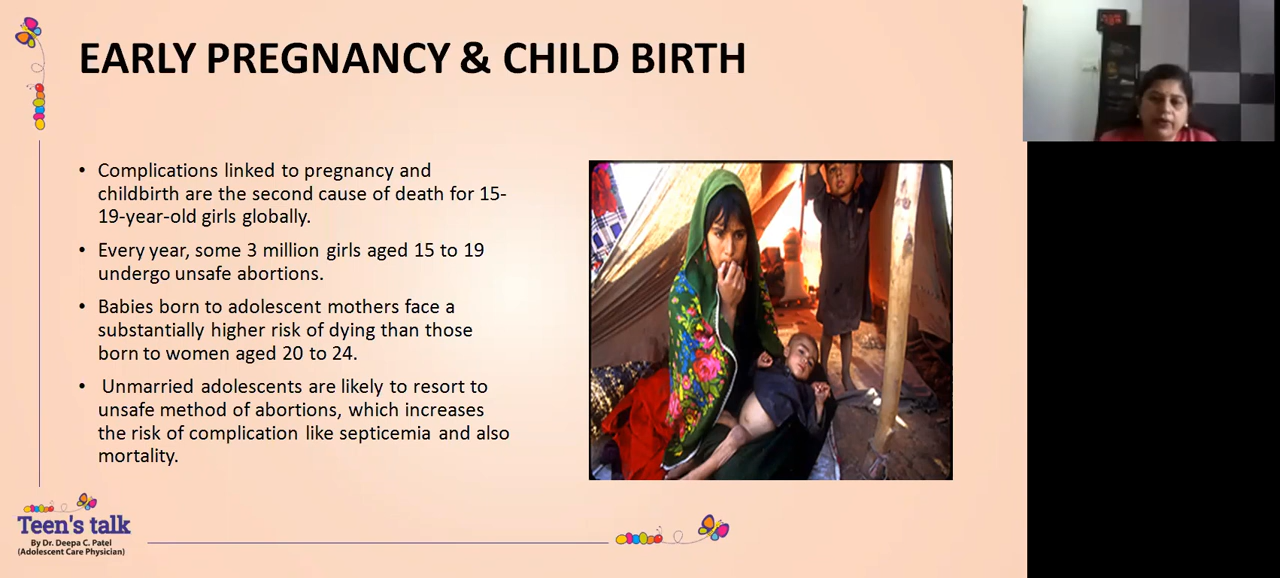 EARLY PREGNANCY & CHILD BIRTH
• Complications linked to pregnancy and
childbirth are the second cause of death for 15-
19-year-old girls globally.
• Every year, some 3 million girls aged 15 to 19
undergo unsafe abortions.
• Babies born to adolescent mothers face a
substantially higher risk of dying than those
born to women aged 20 to 24.
• Unmarried adolescents are likely to resort to
unsafe method of abortions, which increases
the risk of complication like septicemia and also
mortality.
Teen's talk
By Dr. Deepa C. Patel
(Adolescent Care Physician)